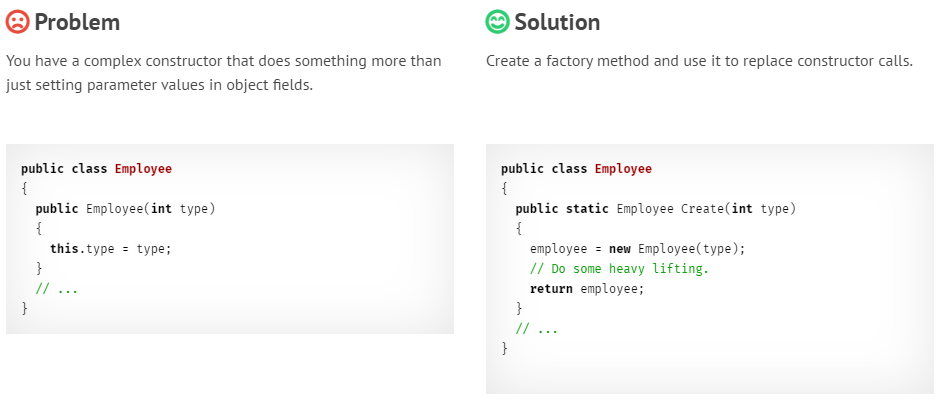 Problem
You have a complex constructor that does something more than
just setting parameter values in object fields.
public class Employee
{
  public Employee(int type)
  {
    this.type = type;
  }
  // ...
}
Solution
Create a factory method and use it to replace constructor calls.
public class Employee
{
  public static Employee Create(int type)
  {
    employee = new Employee(type);
    // Do some heavy lifting.
    return employee;
  }
  // ...
}